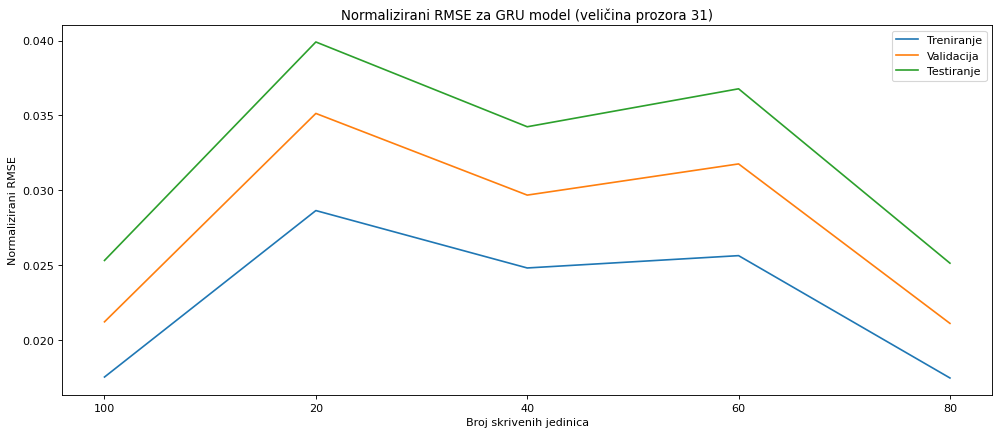 Normalizirani RMSE za GRU model (veličina prozora 31)
Treniranje
Validacija
Testiranje
Normalizirani RMSE
0.040
0.035
0.030
0.025
0.020
100 20 40 60 80
Broj skrivenih jedinica